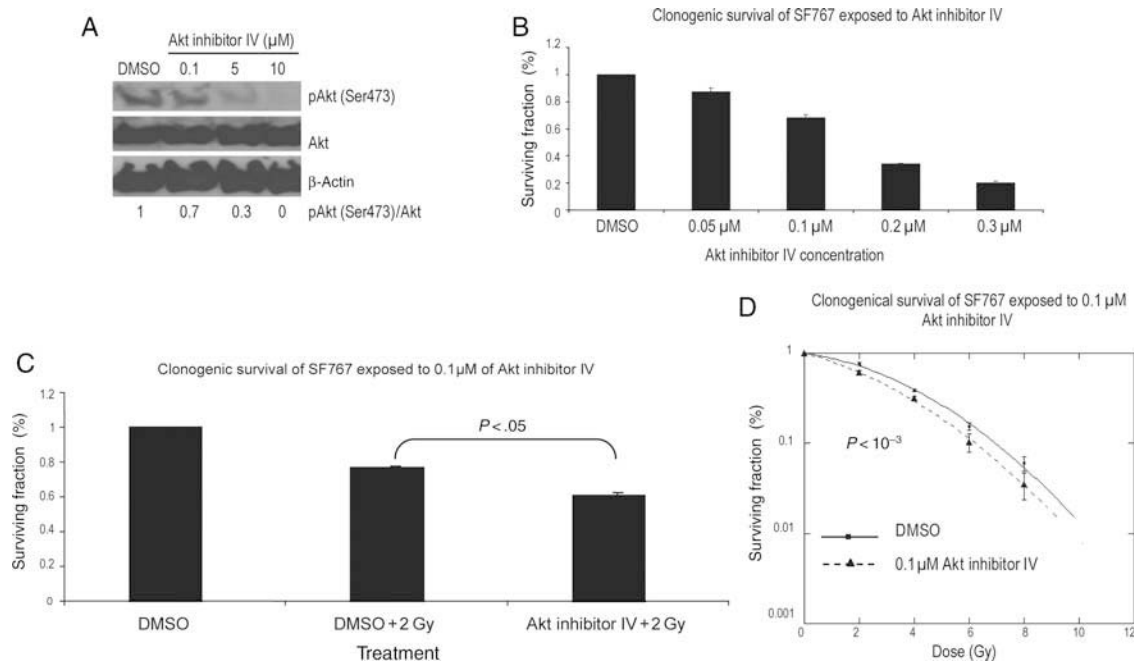 A
Akt inhibitor IV (µM)
DMSO 0.1 5 10
pAkt (Ser473)
Akt
β-Actin
1 0.7 0.3 0 pAkt (Ser473)/Akt
B
Clonogenic survival of SF767 exposed to Akt inhibitor IV
Surviving fraction (%)
1.2
1
0.8
0.6
0.4
0.2
0
DMSO 0.05 µM 0.1 µM 0.2 µM 0.3 µM
Akt inhibitor IV concentration
C
Clonogenic survival of SF767 exposed to 0.1µM of Akt inhibitor IV
Surviving fraction (%)
1.2
1
0.8
0.6
0.4
0.2
0
P < .05
DMSO DMSO + 2 Gy Akt inhibitor IV + 2 Gy
Treatment
D
Clonogenical survival of SF767 exposed to 0.1 µM
Akt inhibitor IV
Surviving fraction (%)
1
0.1
0.01
0.001
P < 10⁻³
DMSO
0.1 µM Akt inhibitor IV
0 2 4 6 8 10 12
Dose (Gy)